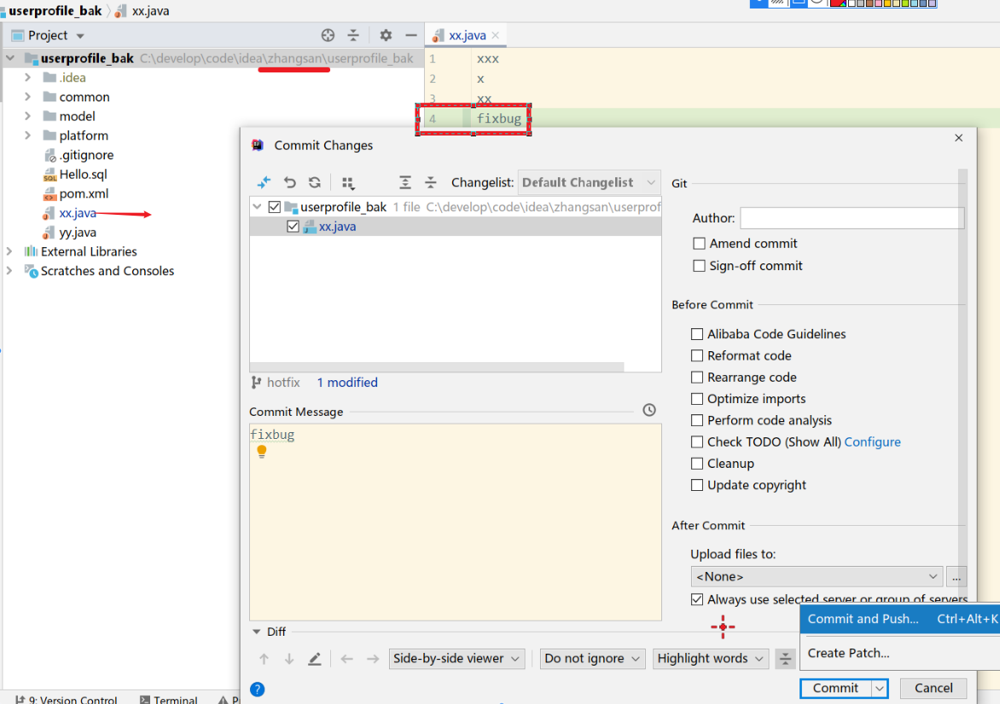 userprofile_bak xx.java
Project
xx.java
userprofile_bak C:\develop\code\idea\zhangsan\userprofile_bak
.idea
common
model
platform
.gitignore
Hello.sql
pom.xml
xx.java
yy.java
External Libraries
Scratches and Consoles
1 xxx
2 x
3 xx
4 fixbug
Commit Changes
Changelist: Default Changelist
userprofile_bak 1 file C:\develop\code\idea\zhangsan\userprof
xx.java
hotfix 1 modified
Commit Message
fixbug
Git
Author:
Amend commit
Sign-off commit
Before Commit
Alibaba Code Guidelines
Reformat code
Rearrange code
Optimize imports
Perform code analysis
Check TODO (Show All) Configure
Cleanup
Update copyright
After Commit
Upload files to:
<None>
...
Always use selected server or group of servers
Commit and Push... Ctrl+Alt+K
Create Patch...
Diff
Side-by-side viewer Do not ignore Highlight words
?
Commit Cancel
9: Version Control Terminal P